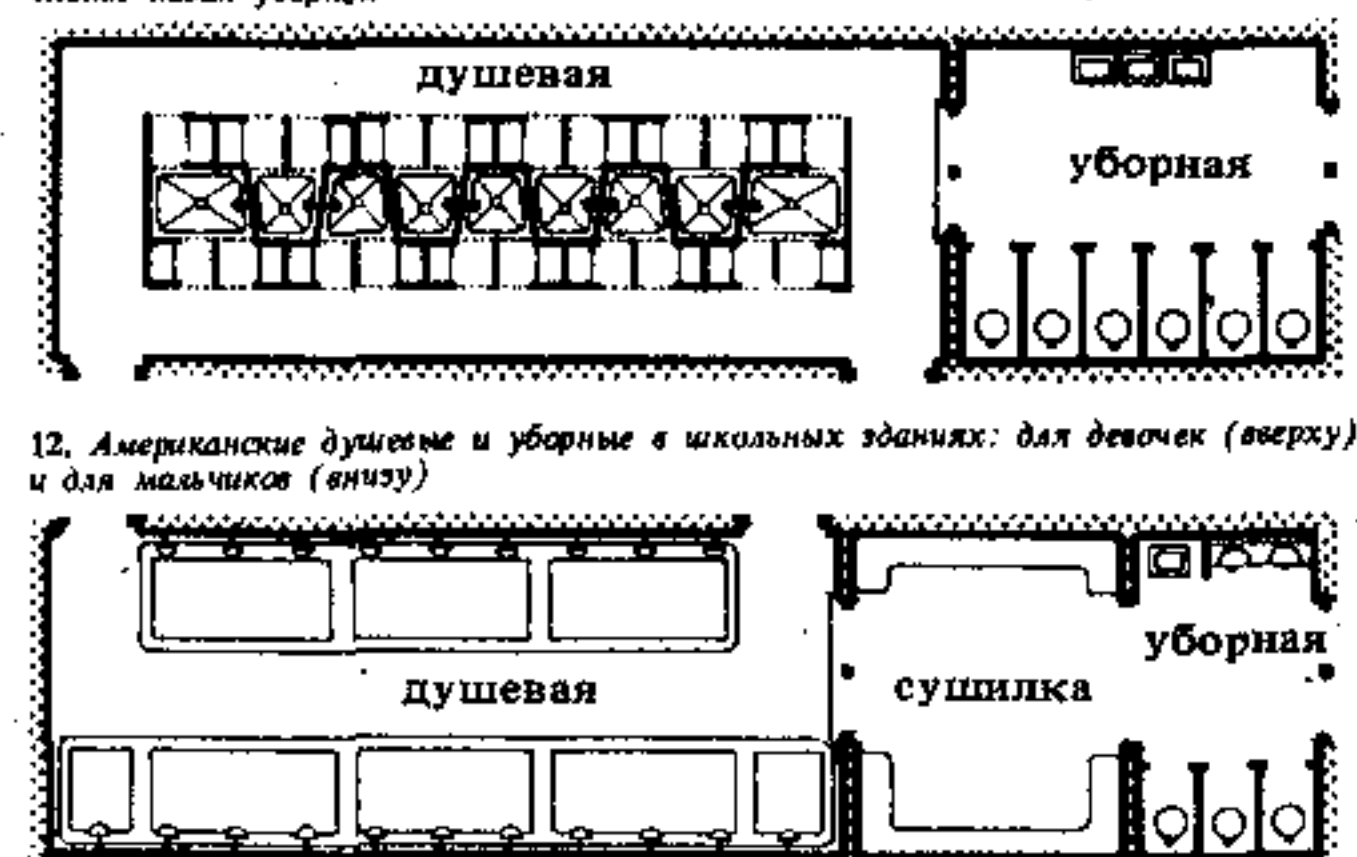 душевая
уборная
12. Американские душевые и уборные в школьных зданиях: для девочек (вверху)
и для мальчиков (внизу)
уборная
душевая
сушилка